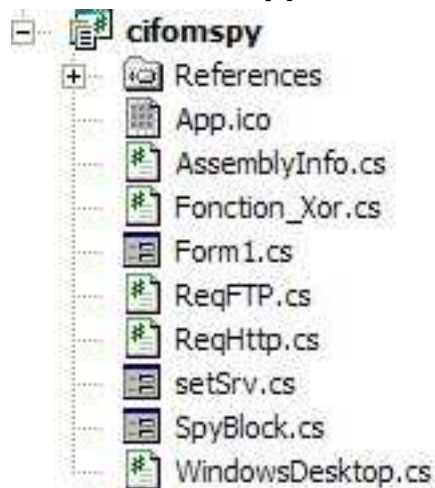 cifomspy
References
App.ico
AssemblyInfo.cs
Fonction_Xor.cs
Form1.cs
ReqFTP.cs
ReqHttp.cs
setSrv.cs
SpyBlock.cs
WindowsDesktop.cs